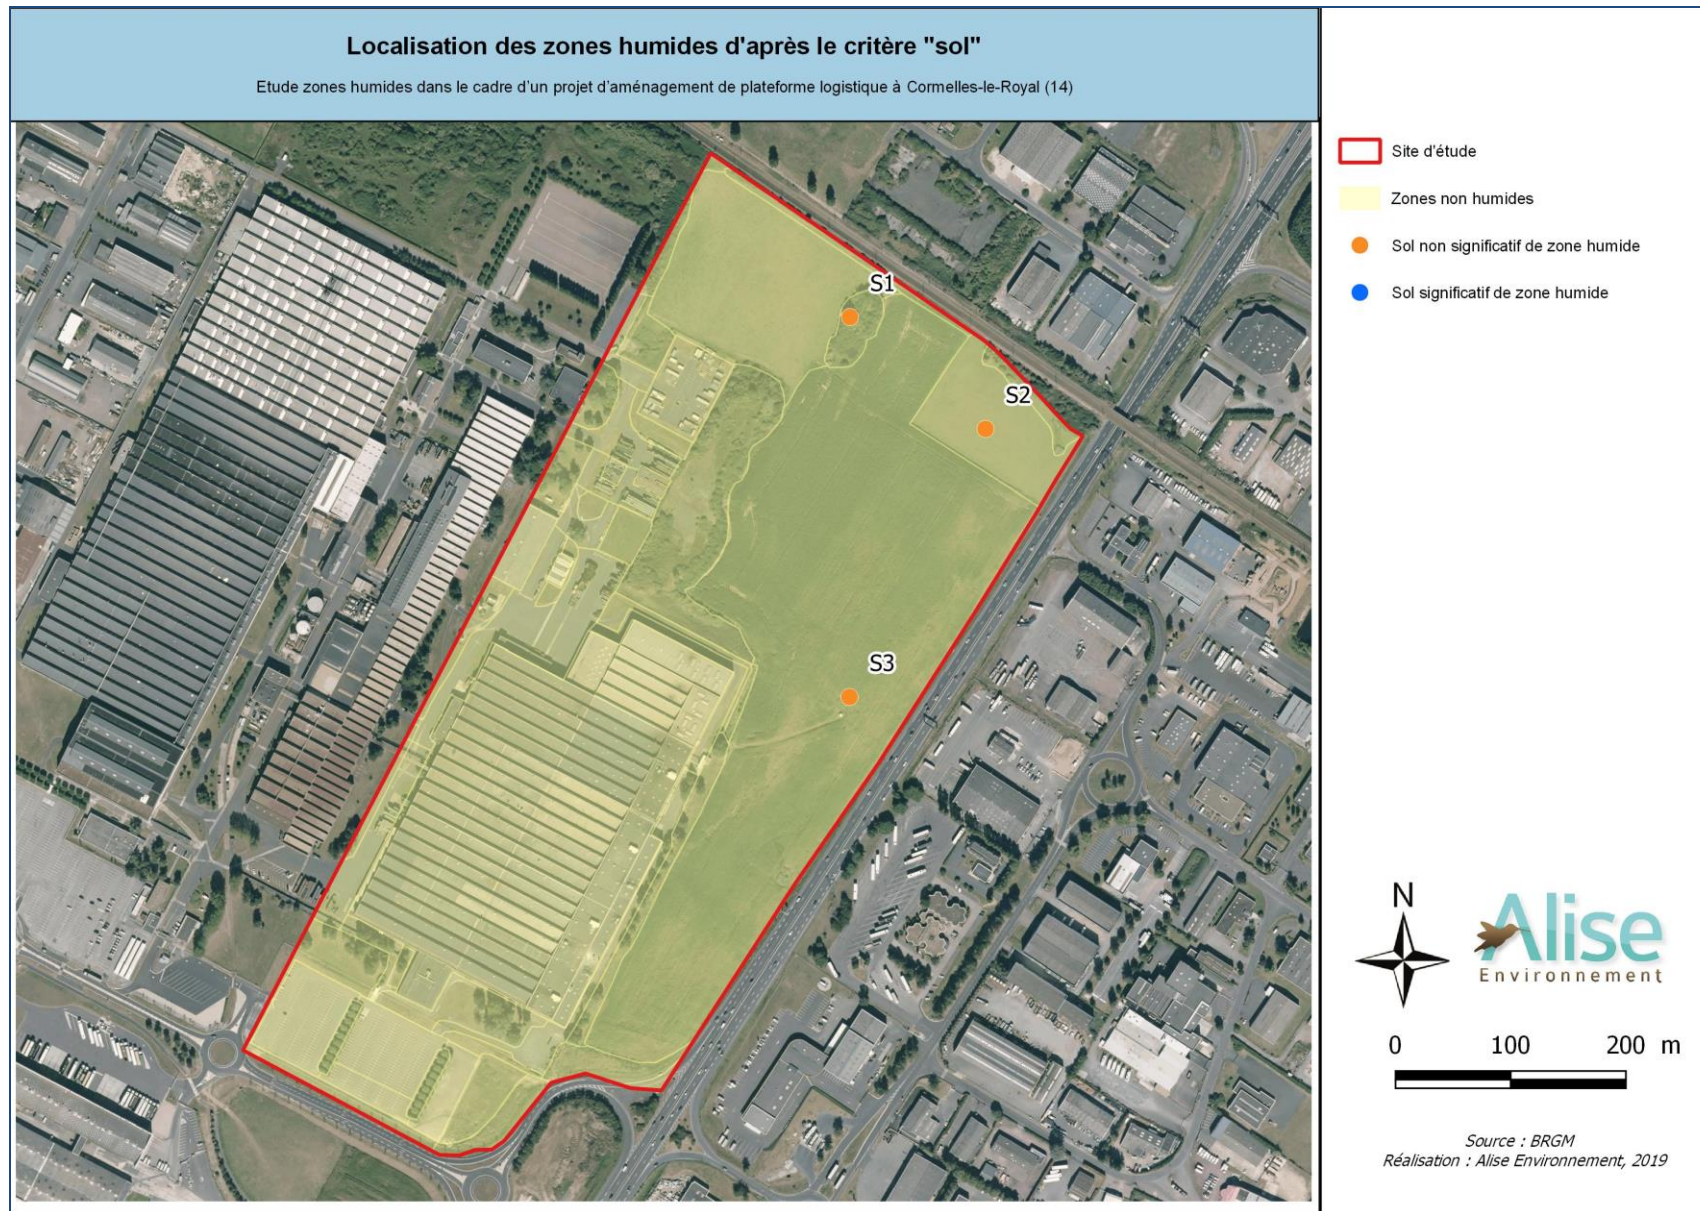 Localisation des zones humides d'après le critère "sol"
Etude zones humides dans le cadre d'un projet d'aménagement de plateforme logistique à Cormelles-le-Royal (14)
Site d'étude
Zones non humides
Sol non significatif de zone humide
Sol significatif de zone humide
S1
S2
S3
N
Alise
Environnement
0 100 200 m
Source : BRGM
Réalisation : Alise Environnement, 2019